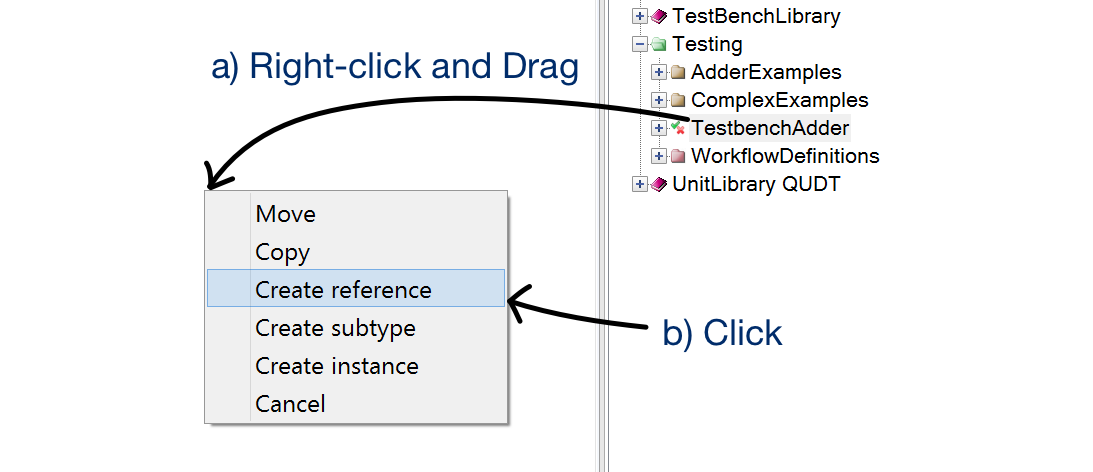 TestBenchLibrary
Testing
a) Right-click and Drag
AdderExamples
ComplexExamples
TestbenchAdder
WorkflowDefinitions
UnitLibrary QUDT
Move
Copy
Create reference
Create subtype
b) Click
Create instance
Cancel